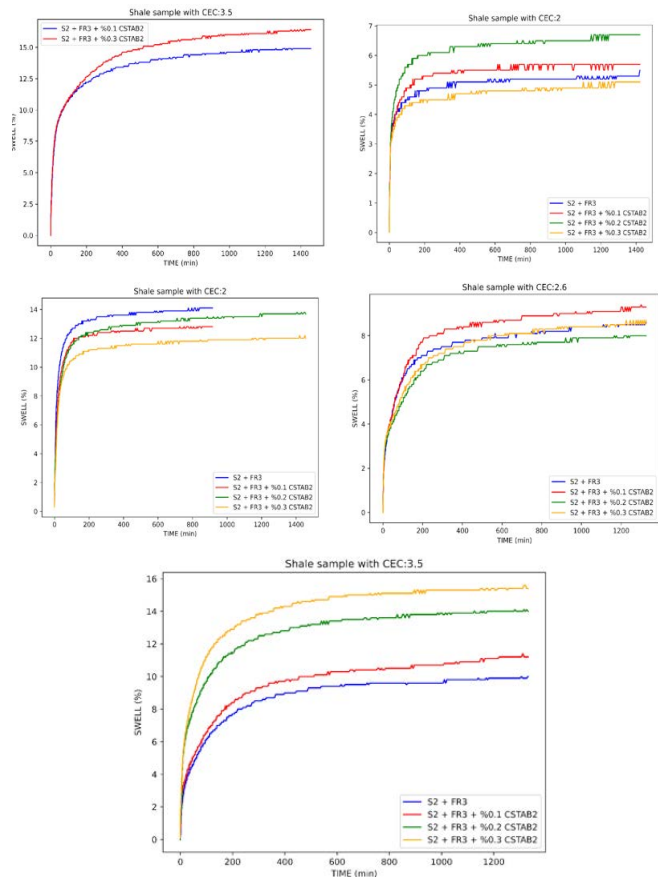 Shale sample with CEC:3.5
S2 + FR3 + %0.1 CSTAB2
S2 + FR3 + %0.3 CSTAB2
15.0
12.5
10.0
7.5
5.0
2.5
0.0
SWELL (%)
0 200 400 600 800 1000 1200 1400
TIME (min)
Shale sample with CEC:2
7
6
5
4
3
2
1
0
SWELL (%)
S2 + FR3
S2 + FR3 + %0.1 CSTAB2
S2 + FR3 + %0.2 CSTAB2
S2 + FR3 + %0.3 CSTAB2
0 200 400 600 800 1000 1200 1400
TIME (min)
Shale sample with CEC:2
14
12
10
8
6
4
2
0
SWELL (%)
S2 + FR3
S2 + FR3 + %0.1 CSTAB2
S2 + FR3 + %0.2 CSTAB2
S2 + FR3 + %0.3 CSTAB2
0 200 400 600 800 1000 1200 1400
TIME (min)
Shale sample with CEC:2.6
8
6
4
2
0
SWELL (%)
S2 + FR3
S2 + FR3 + %0.1 CSTAB2
S2 + FR3 + %0.2 CSTAB2
S2 + FR3 + %0.3 CSTAB2
0 200 400 600 800 1000 1200
TIME (min)
Shale sample with CEC:3.5
16
14
12
10
8
6
4
2
0
SWELL (%)
S2 + FR3
S2 + FR3 + %0.1 CSTAB2
S2 + FR3 + %0.2 CSTAB2
S2 + FR3 + %0.3 CSTAB2
0 200 400 600 800 1000 1200
TIME (min)